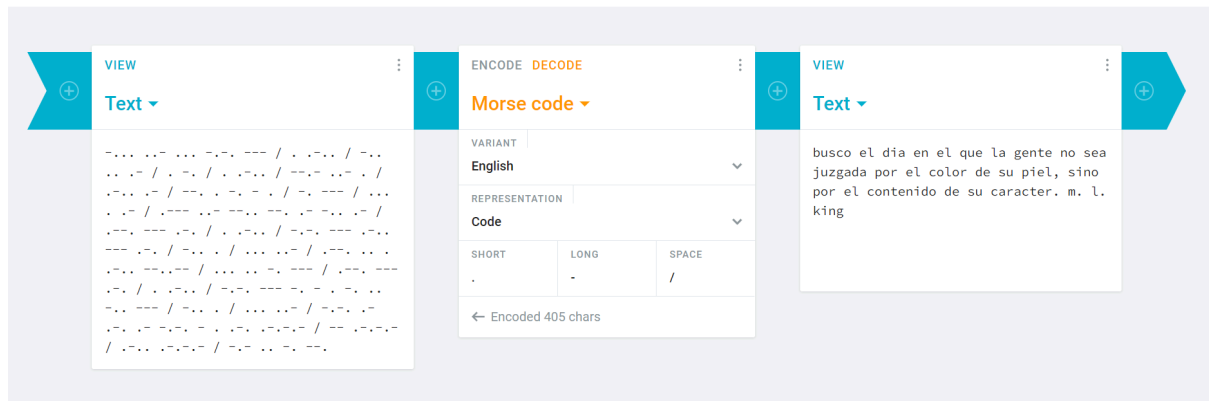 VIEW
Text
-... ..- ... -.-. --- / . .-.. / -..
.. .- / . -. / . .-.. / --.- ..- . /
.-.. .- / --. . -. - . / -. --- / ...
. .- / .--- ..- --.. --. .- -.. .- /
.--. --- .-. / . .-.. / -.-. --- .-..
--- .-. / -.. . / ... ..- / .--. .. .
.-.. --..-- / ... .. -. --- / .--. ---
.-. / . .-.. / -.-. --- -. - . -. ..
-.. --- / -.. . / ... ..- / -.-. .-
.-. .- -.-. - . .-. .-.-.- / -- .-.-.-
/ .-.. .-.-.- / -.- .. -. --.
ENCODE DECODE
Morse code
VARIANT
English
REPRESENTATION
Code
SHORT LONG SPACE
. - /
← Encoded 405 chars
VIEW
Text
busco el dia en el que la gente no sea
juzgada por el color de su piel, sino
por el contenido de su caracter. m. l.
king